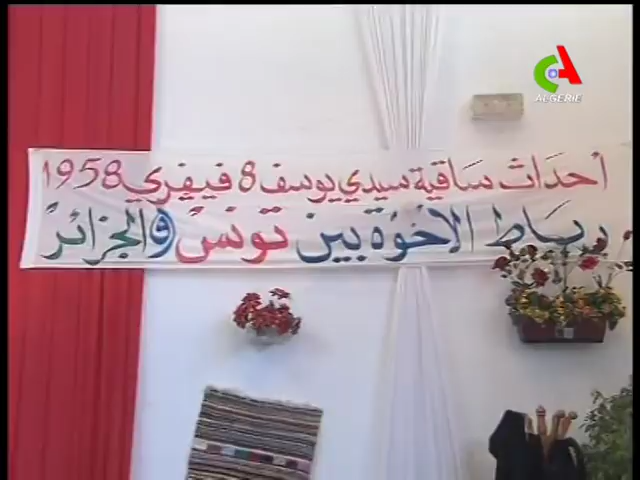 أحداث ساقية سيدي يوسف 8 فيفري 1958
رباط الاخوة بين تونس والجزائر
ALGERIE